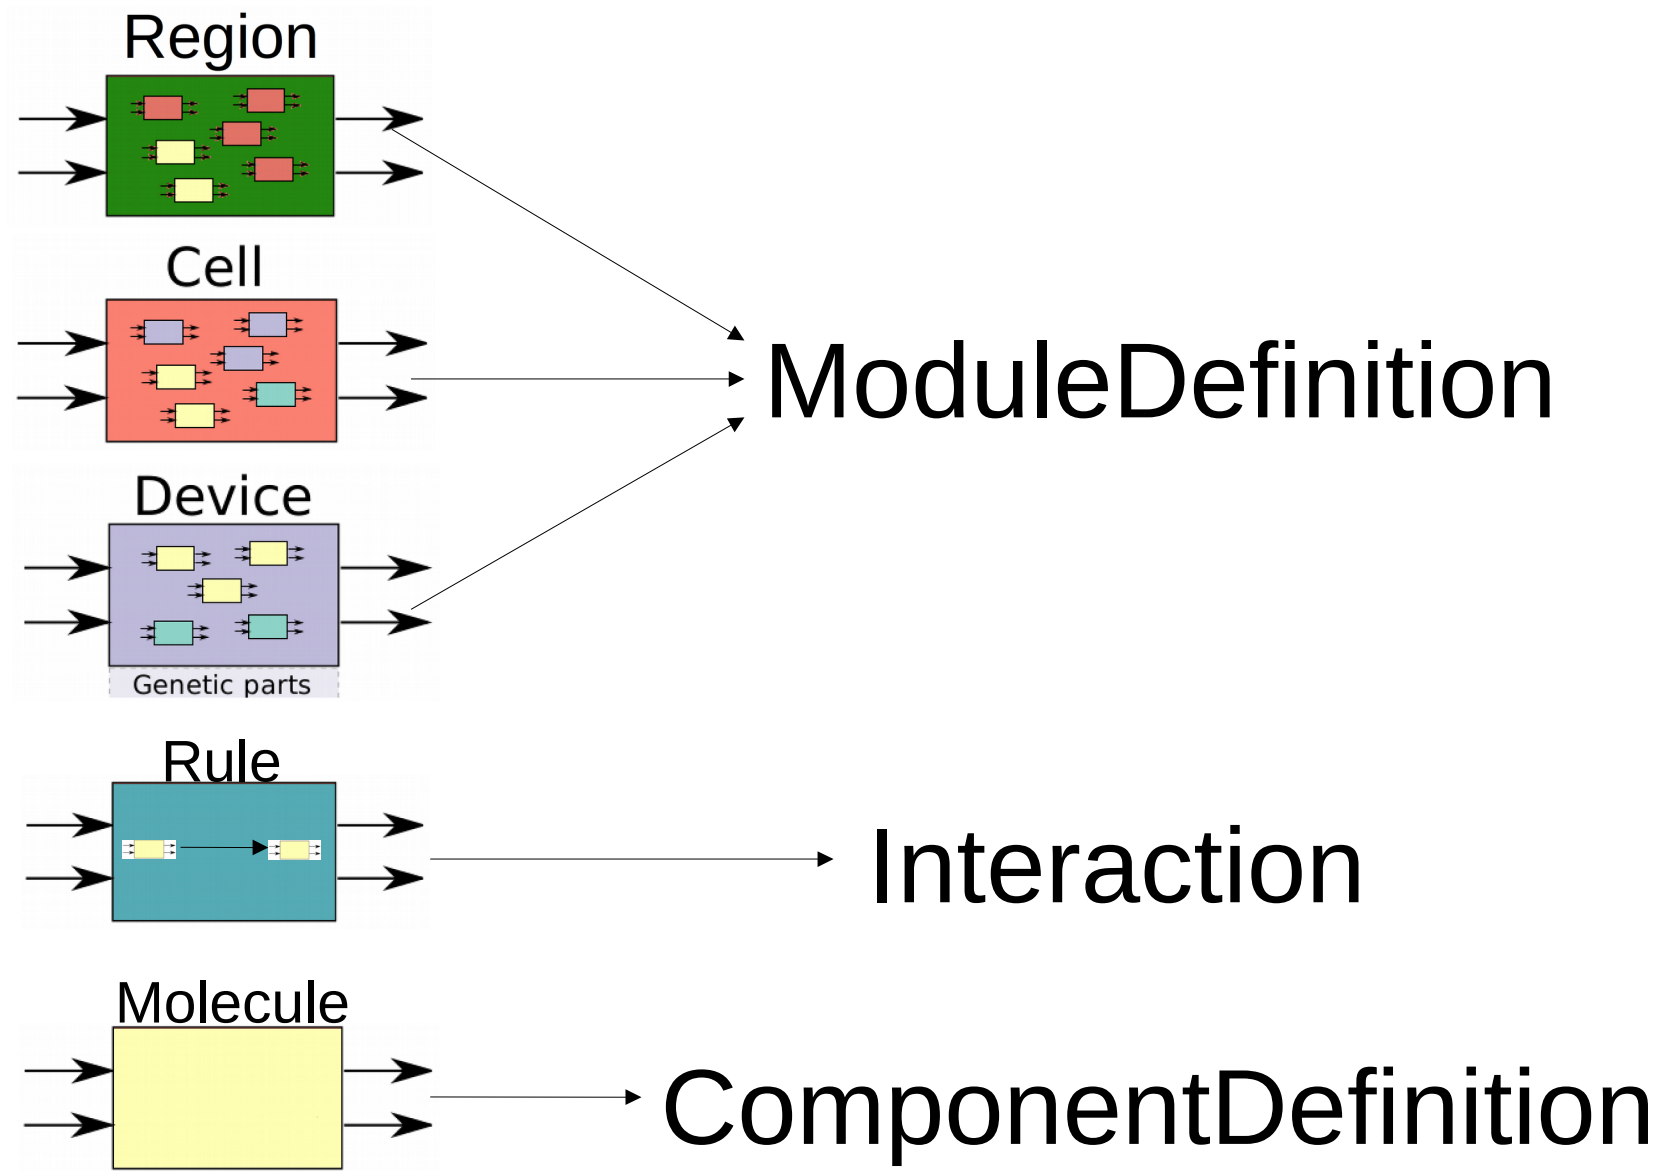 Region
Cell
Device
Genetic parts
ModuleDefinition
Rule
Interaction
Molecule
ComponentDefinition